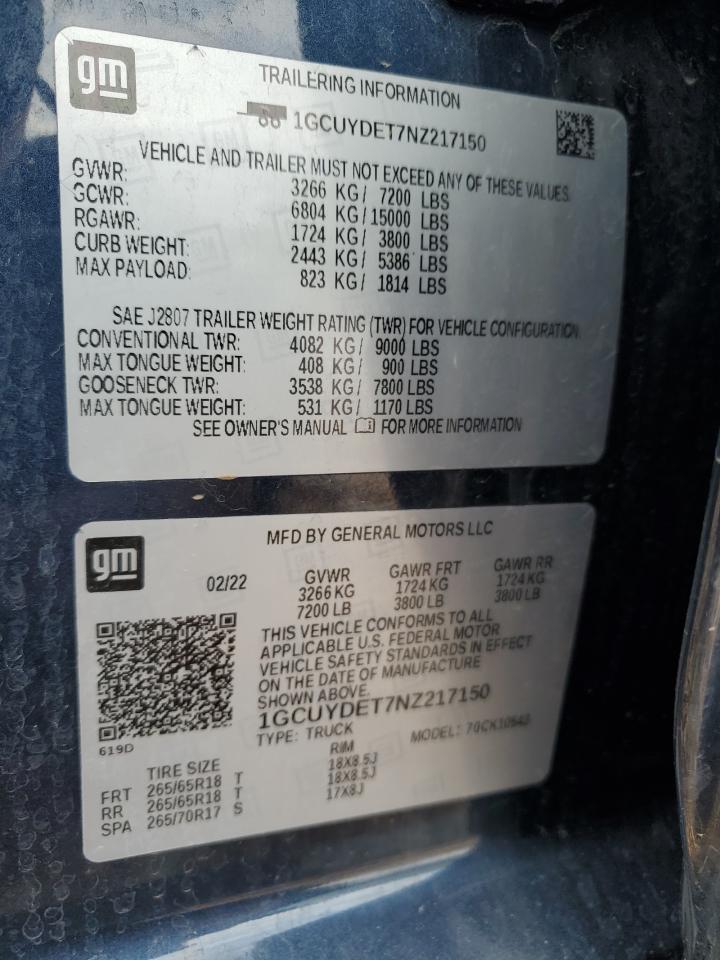 gm
TRAILERING INFORMATION
1GCUYDET7NZ217150
VEHICLE AND TRAILER MUST NOT EXCEED ANY OF THESE VALUES.
GVWR: 3266 KG/ 7200 LBS
GCWR: 6804 KG/15000 LBS
RGAWR: 1724 KG/ 3800 LBS
CURB WEIGHT: 2443 KG/ 5386 LBS
MAX PAYLOAD: 823 KG/ 1814 LBS
SAE J2807 TRAILER WEIGHT RATING (TWR) FOR VEHICLE CONFIGURATION.
CONVENTIONAL TWR: 4082 KG/ 9000 LBS
MAX TONGUE WEIGHT: 408 KG/ 900 LBS
GOOSENECK TWR: 3538 KG/ 7800 LBS
MAX TONGUE WEIGHT: 531 KG/ 1170 LBS
SEE OWNER'S MANUAL FOR MORE INFORMATION
gm
MFD BY GENERAL MOTORS LLC
02/22 GVWR GAWR FRT GAWR RR
3266 KG 1724 KG 1724 KG
7200 LB 3800 LB 3800 LB
THIS VEHICLE CONFORMS TO ALL
APPLICABLE U.S. FEDERAL MOTOR
VEHICLE SAFETY STANDARDS IN EFFECT
ON THE DATE OF MANUFACTURE
SHOWN ABOVE.
1GCUYDET7NZ217150
TYPE: TRUCK MODEL:
619D
TIRE SIZE RIM
FRT 265/65R18 T 18X8.5J
RR 265/65R18 T 18X8.5J
SPA 265/70R17 S 17X8J